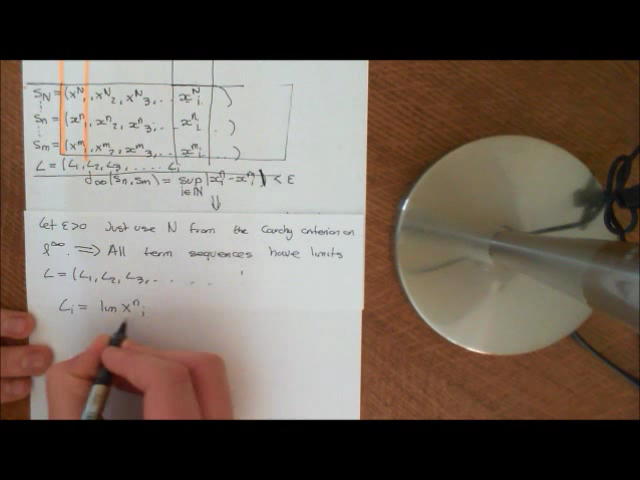 S_N = (x^N_1, x^N_2, x^N_3, ... x^N_i )
S_n = (x^n_1, x^n_2, x^n_3, ... x^n_i . )
S_m = (x^m_1, x^m_2, x^m_3, ... x^m_i )
L = (L_1, L_2, L_3, ..... L_i
d_∞(S_n, S_m) = sup |x^n_i - x^m_i| < ε
i∈ℕ
⇓
Let ε>0 Just use N from the Cauchy criterion on
ℓ^∞. ⟹ All term sequences have limits
L = (L_1, L_2, L_3, . . . . .
L_i = lim x^n_i